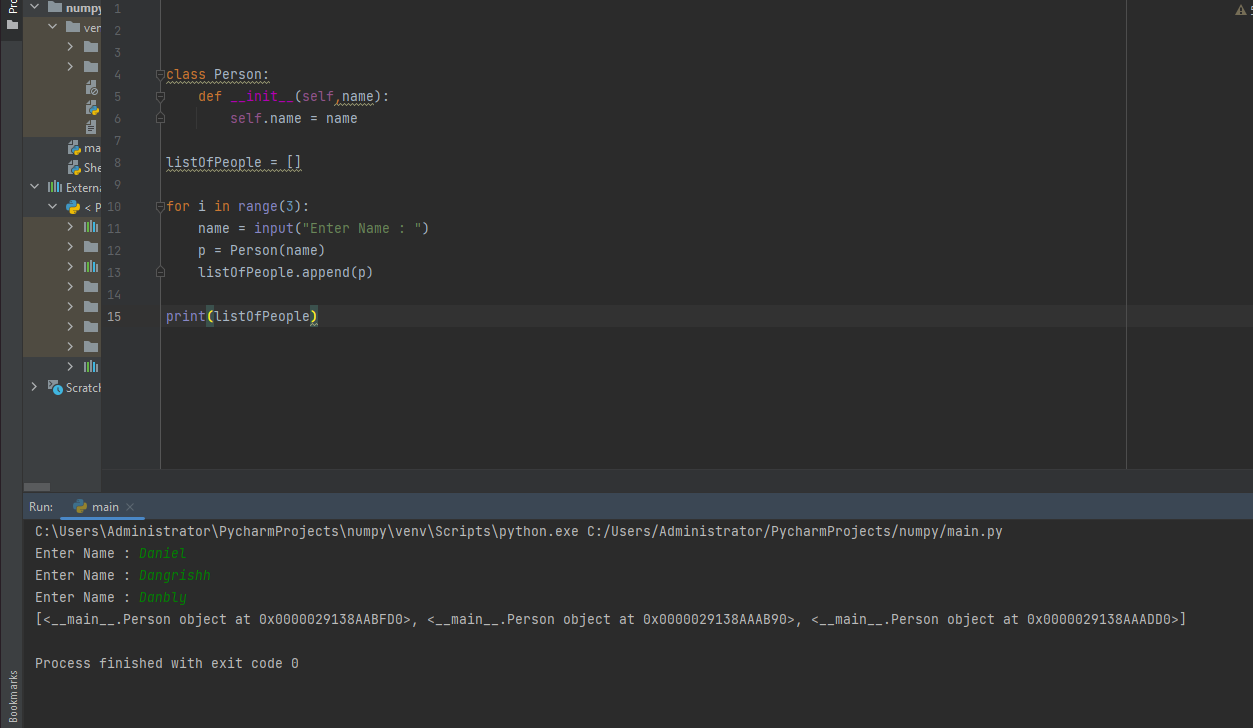 Pro
numpy
ven
ma
She
Externa
< P
Scratch
Bookmarks
1
2
3
4 class Person:
5 def __init__(self,name):
6 self.name = name
7
8 listOfPeople = []
9
10 for i in range(3):
11 name = input("Enter Name : ")
12 p = Person(name)
13 listOfPeople.append(p)
14
15 print(listOfPeople)
Run: main
C:\Users\Administrator\PycharmProjects\numpy\venv\Scripts\python.exe C:/Users/Administrator/PycharmProjects/numpy/main.py
Enter Name : Daniel
Enter Name : Dangrishh
Enter Name : Danbly
[<__main__.Person object at 0x0000029138AABFD0>, <__main__.Person object at 0x0000029138AAAB90>, <__main__.Person object at 0x0000029138AAADD0>]
Process finished with exit code 0